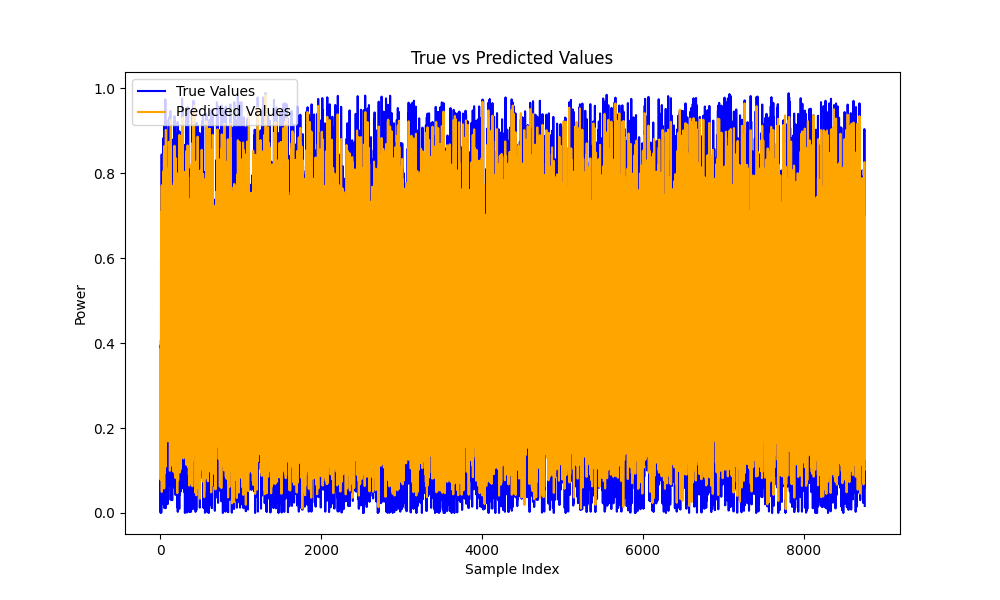 True vs Predicted Values
True Values
Predicted Values
1.0
0.8
0.6
0.4
0.2
0.0
Power
0
2000
4000
6000
8000
Sample Index